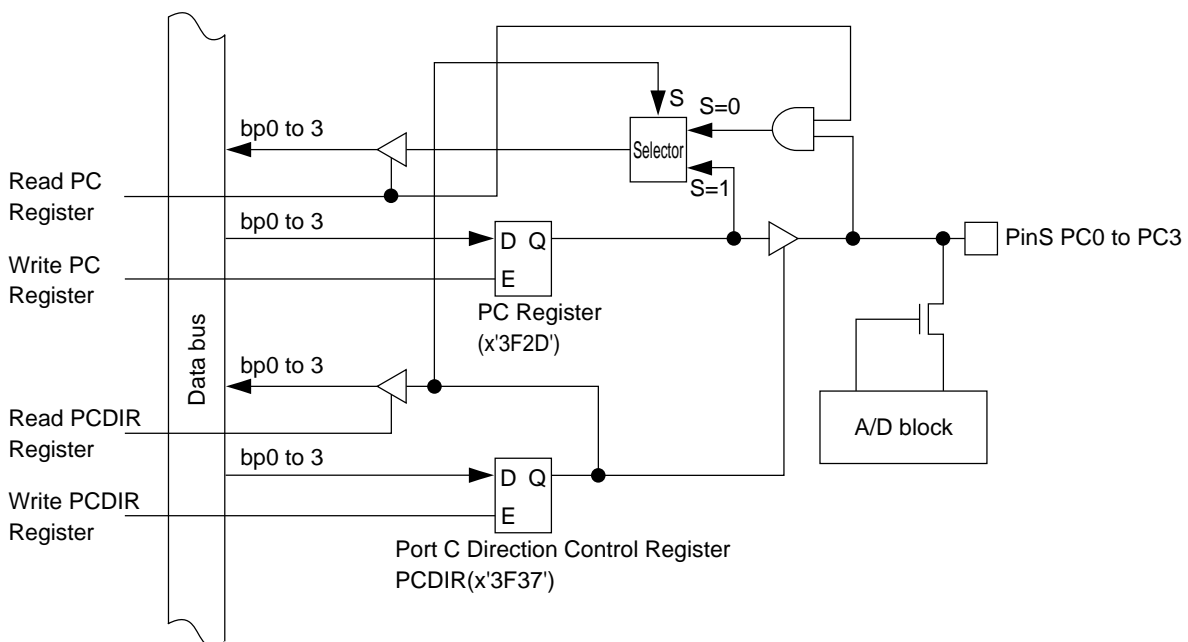 S
S=0
bp0 to 3
Selector
Read PC
Register
S=1
bp0 to 3
D Q
PinS PC0 to PC3
Write PC
Register
E
PC Register
(x'3F2D')
Data bus
bp0 to 3
A/D block
Read PCDIR
Register
bp0 to 3
D Q
Write PCDIR
Register
E
Port C Direction Control Register
PCDIR(x'3F37')